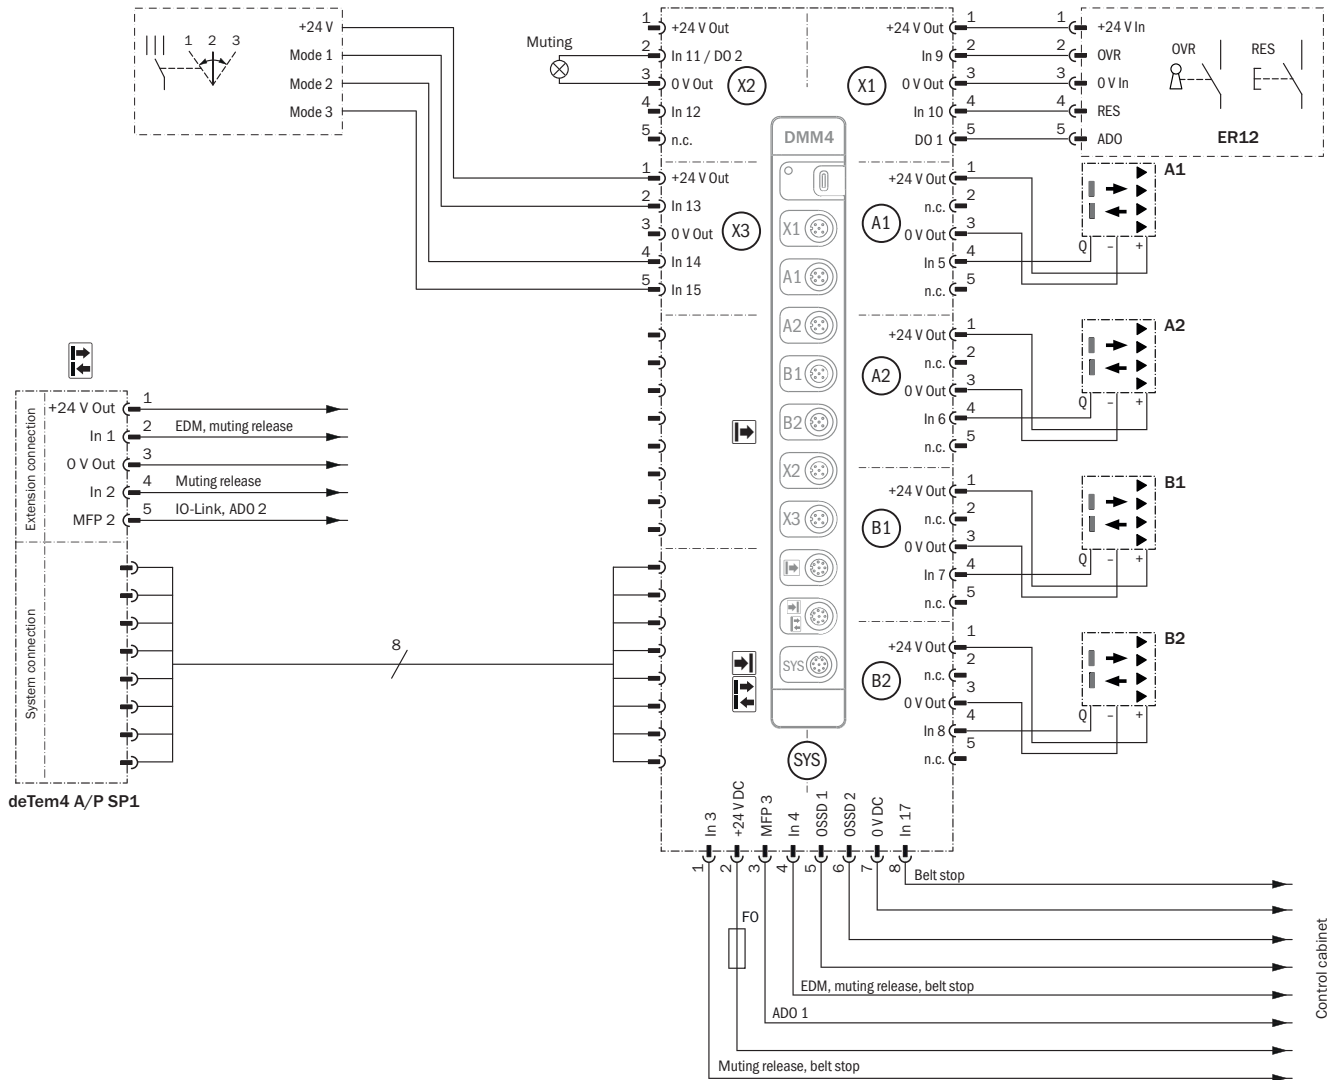 +24 V
Mode 1
Mode 2
Mode 3
1 2 3
Muting
1 +24 V Out
2 In 11 / DO 2
3 0 V Out
4 In 12
5 n.c.
X2
X1
+24 V Out 1
In 9 2
0 V Out 3
In 10 4
DO 1 5
1 +24 V In
2 OVR
3 0 V In
4 RES
5 ADO
OVR
RES
ER12
1 +24 V Out
2 In 13
3 0 V Out
4 In 14
5 In 15
X3
DMM4
X1
A1
A2
B1
B2
X2
X3
SYS
A1
+24 V Out 1
n.c. 2
0 V Out 3
In 5 4
n.c. 5
A1
Q – +
A2
+24 V Out 1
n.c. 2
0 V Out 3
In 6 4
n.c. 5
A2
Q – +
B1
+24 V Out 1
n.c. 2
0 V Out 3
In 7 4
n.c. 5
B1
Q – +
B2
+24 V Out 1
n.c. 2
0 V Out 3
In 8 4
n.c. 5
B2
Q – +
Extension connection
+24 V Out 1
In 1 2 EDM, muting release
0 V Out 3
In 2 4 Muting release
MFP 2 5 IO-Link, ADO 2
System connection
8
deTem4 A/P SP1
SYS
In 3
+24 V DC
MFP 3
In 4
OSSD 1
OSSD 2
0 V DC
In 17
1
2
3
4
5
6
7
8
Belt stop
F0
EDM, muting release, belt stop
ADO 1
Muting release, belt stop
Control cabinet